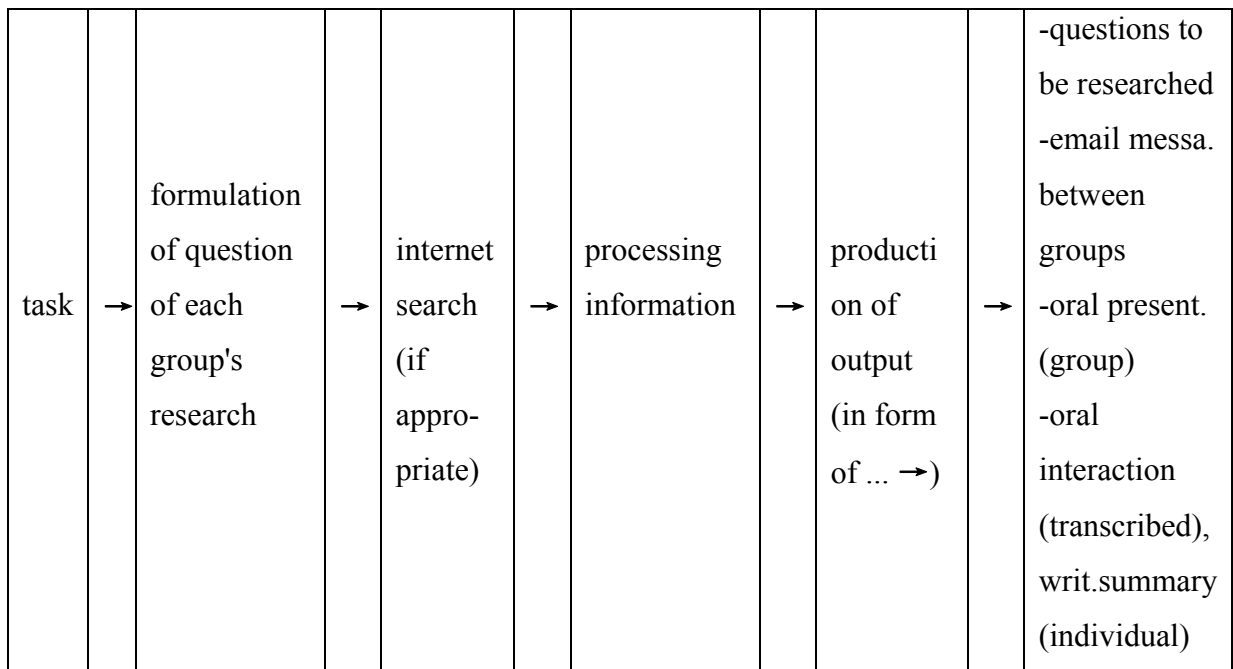 task
→
formulation
of question
of each
group's
research
→
internet
search
(if
appro-
priate)
→
processing
information
→
producti
on of
output
(in form
of ... →)
→
-questions to
be researched
-email messa.
between
groups
-oral present.
(group)
-oral
interaction
(transcribed),
writ.summary
(individual)